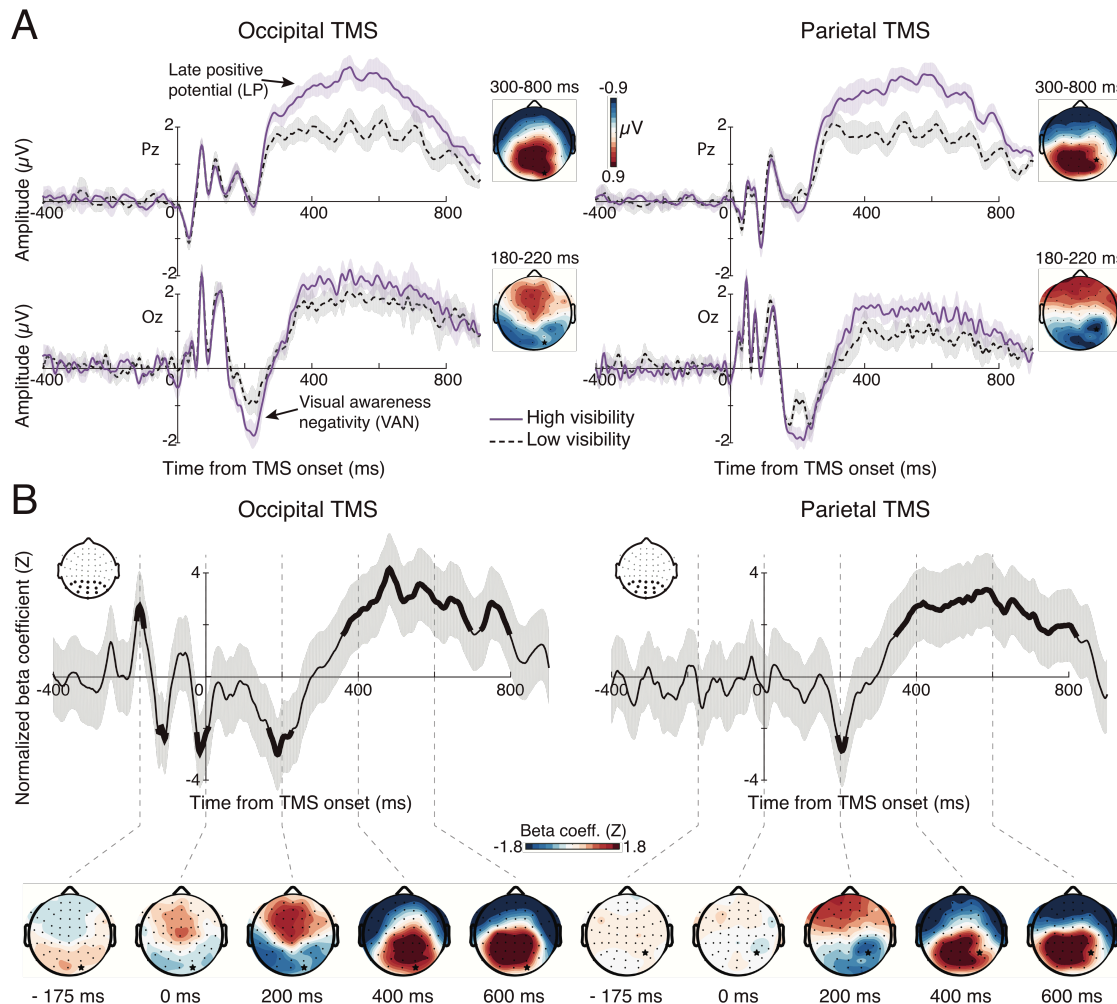 A
Occipital TMS
Parietal TMS
Late positive
potential (LP)
300-800 ms
-0.9
µV
0.9
300-800 ms
Amplitude (µV)
2
Pz
-400
0
400
800
-2
2
Pz
-400
0
400
800
-2
180-220 ms
180-220 ms
Amplitude (µV)
2
Oz
-400
0
400
800
-2
2
Oz
-400
0
400
800
-2
Visual awareness
negativity (VAN)
High visibility
Low visibility
Time from TMS onset (ms)
Time from TMS onset (ms)
B
Occipital TMS
Parietal TMS
Normalized beta coefficient (Z)
4
-400
0
400
800
-4
4
-400
0
400
800
-4
Time from TMS onset (ms)
Time from TMS onset (ms)
Beta coeff. (Z)
-1.8
1.8
- 175 ms
0 ms
200 ms
400 ms
600 ms
- 175 ms
0 ms
200 ms
400 ms
600 ms